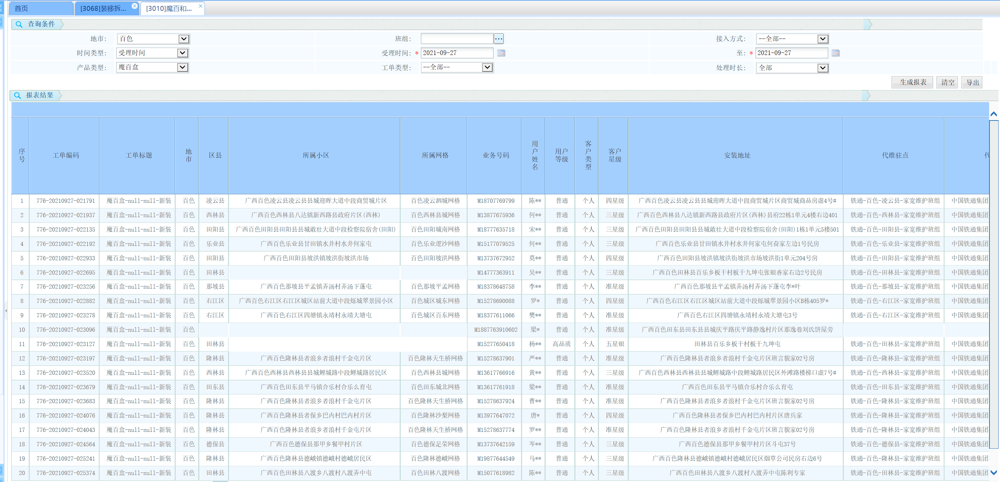 首页 [3068]装移拆... [3010]魔百和...
查询条件
地市： 百色 班组： ... 接入方式： --全部--
时间类型： 受理时间 受理时间：* 2021-09-27 至：* 2021-09-27
产品类型： 魔百盒 工单类型： --全部-- 处理时长： 全部
生成报表 清空 导出
报表结果
序号 工单编码 工单标题 地市 区县 所属小区 所属网格 业务号码 用户姓名 用户等级 客户类型 客户星级 安装地址 代维驻点 代
1 776-20210927-021791 魔百盒-null-null-新装 百色 凌云县 广西百色凌云县凌云县县城迎晖大道中段商贸城片区 百色凌云泗城网格 M18707769799 陈** 普通 个人 四星级 广西百色凌云县凌云县县城迎晖大道中段商贸城片区商贸城商品房虚4号# 铁通-百色-凌云县-家宽维护班组 中国铁通集团
2 776-20210927-021937 魔百盒-null-null-新装 百色 西林县 广西百色西林县八达镇新西路县政府片区(西林) 百色西林县城网格 M13877675936 何** 普通 个人 三星级 广西百色西林县八达镇新西路县政府片区(西林)县府22栋1单元4楼右边401 铁通-百色-西林县-家宽维护班组 中国铁通集团
3 776-20210927-022135 魔百盒-null-null-新装 百色 田阳县 广西百色田阳县田阳县县城敢壮大道中段检察院宿舍(田阳) 百色田阳城南网格 M18777635718 宋** 普通 个人 三星级 广西百色田阳县田阳县县城敢壮大道中段检察院宿舍(田阳)1栋1单元5楼501 铁通-百色-田阳县-家宽维护班组 中国铁通集团
4 776-20210927-022192 魔百盒-null-null-新装 百色 乐业县 广西百色乐业县甘田镇水井村水井何家屯 百色乐业逻沙网格 M15177079525 何** 普通 个人 三星级 广西百色乐业县甘田镇水井村水井何家屯何奋家左边1号民房 铁通-百色-乐业县-家宽维护班组 中国铁通集团
5 776-20210927-022933 魔百盒-null-null-新装 百色 田阳县 广西百色田阳县坡洪镇坡洪街坡洪市场 百色田阳坡洪网格 M13737672952 莫** 普通 个人 四星级 广西百色田阳县坡洪镇坡洪街坡洪市场坡洪街1单元204号房 铁通-百色-田阳县-家宽维护班组 中国铁通集团
6 776-20210927-022695 魔百盒-null-null-新装 百色 田林县 M14777363911 吴** 普通 个人 三星级 广西百色田林县百乐乡板干村板干九坤屯张银香家右边2号民房 铁通-百色-田林县-家宽维护班组 中国铁通集团
7 776-20210927-023256 魔百盒-null-null-新装 百色 那坡县 广西百色那坡县平孟镇弄汤村弄汤下蓬屯 百色那坡平孟网格 M18378648758 李** 普通 个人 准星级 广西百色那坡县平孟镇弄汤村弄汤下蓬屯李*叶 铁通-百色-那坡县-家宽维护班组 中国铁通集团
8 776-20210927-022882 魔百盒-null-null-新装 百色 右江区 广西百色右江区右江区城区站前大道中段烁城翠景园小区 百色城区城东网格 M15278690088 罗* 普通 个人 四星级 广西百色右江区右江区城区站前大道中段烁城翠景园小区B栋405罗* 铁通-百色-右江区-家宽维护班组 中国铁通集团
9 776-20210927-023278 魔百盒-null-null-新装 百色 右江区 广西百色右江区四塘镇永靖村永靖大塘屯 百色城区百东网格 M18377611066 樊** 普通 个人 准星级 广西百色右江区四塘镇永靖村永靖大塘屯3号 铁通-百色-右江区-家宽维护班组 中国铁通集团
10 776-20210927-023096 魔百盒-null-null-新装 百色 M1887763910602 梁* 普通 个人 准星级 广西百色田东县田东县县城庆平路庆平路静逸村片区那逸巷刘氏饼屋旁
11 776-20210927-023127 魔百盒-null-null-新装 百色 田林县 M15277650418 杨** 高品质 个人 五星银 田林县百乐乡板干村板干九坤屯 铁通-百色-田林县-家宽维护班组 中国铁通集团
12 776-20210927-023197 魔百盒-null-null-新装 百色 隆林县 广西百色隆林县者浪乡者浪村千金屯片区 百色隆林天生桥网格 M15278637901 严** 普通 个人 准星级 广西百色隆林县者浪乡者浪村千金屯片区班言貌家02号房 铁通-百色-隆林县-家宽维护班组 中国铁通集团
13 776-20210927-023520 魔百盒-null-null-新装 百色 西林县 广西百色西林县西林县县城鲤城路中段鲤城路居民区 百色西林县城网格 M13617766916 黄** 普通 个人 三星级 广西百色西林县西林县县城鲤城路中段鲤城路居民区外滩路楼梯口虚7号# 铁通-百色-西林县-家宽维护班组 中国铁通集团
14 776-20210927-023679 魔百盒-null-null-新装 百色 田东县 广西百色田东县平马镇合乐村合乐么育屯 百色田东城北网格 M13617761918 梁** 普通 个人 准星级 广西百色田东县平马镇合乐村合乐么育屯 铁通-百色-田东县-家宽维护班组 中国铁通集团
15 776-20210927-023683 魔百盒-null-null-新装 百色 隆林县 广西百色隆林县者浪乡者浪村千金屯片区 百色隆林天生桥网格 M15278637924 曹** 普通 个人 准星级 广西百色隆林县者浪乡者浪村千金屯片区班言貌家02号房 铁通-百色-隆林县-家宽维护班组 中国铁通集团
16 776-20210927-024076 魔百盒-null-null-新装 百色 隆林县 广西百色隆林县者保乡巴内村巴内村片区 百色隆林沙梨网格 M13977647072 唐* 普通 个人 四星级 广西百色隆林县者保乡巴内村巴内村片区唐兵家 铁通-百色-隆林县-家宽维护班组 中国铁通集团
17 776-20210927-024043 魔百盒-null-null-新装 百色 隆林县 广西百色隆林县者浪乡者浪村千金屯片区 百色隆林天生桥网格 M15278637774 罗** 普通 个人 准星级 广西百色隆林县者浪乡者浪村千金屯片区班言貌家02号房 铁通-百色-隆林县-家宽维护班组 中国铁通集团
18 776-20210927-024564 魔百盒-null-null-新装 百色 德保县 广西百色德保县那甲乡餐甲村片区 百色德保足荣网格 M13737642159 岑** 普通 个人 三星级 广西百色德保县那甲乡餐甲村片区斗屯37号 铁通-百色-德保县-家宽维护班组 中国铁通集团
19 776-20210927-025241 魔百盒-null-null-新装 百色 隆林县 广西百色隆林县德峨镇德峨村德峨居民区 百色隆林德峨网格 M19877644549 马** 普通 个人 三星级 广西百色隆林县德峨镇德峨村德峨居民区烟草公司民房右边6号 铁通-百色-隆林县-家宽维护班组 中国铁通集团
20 776-20210927-025374 魔百盒-null-null-新装 百色 田林县 广西百色田林县八渡乡八渡村八渡弄中屯 百色田林八渡网格 M15077618982 陈** 普通 个人 三星级 广西百色田林县八渡乡八渡村八渡弄中屯陈利专家 铁通-百色-田林县-家宽维护班组 中国铁通集团